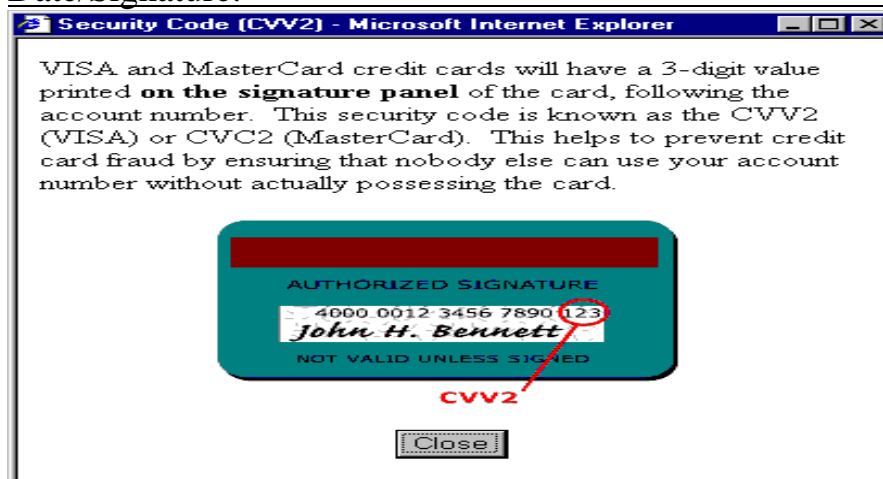 Date/Signature:
Security Code (CVV2) - Microsoft Internet Explorer
VISA and MasterCard credit cards will have a 3-digit value
printed on the signature panel of the card, following the
account number. This security code is known as the CVV2
(VISA) or CVC2 (MasterCard). This helps to prevent credit
card fraud by ensuring that nobody else can use your account
number without actually possessing the card.
AUTHORIZED SIGNATURE
4000 0012 3456 7890 123
John H. Bennett
NOT VALID UNLESS SIGNED
CVV2
Close